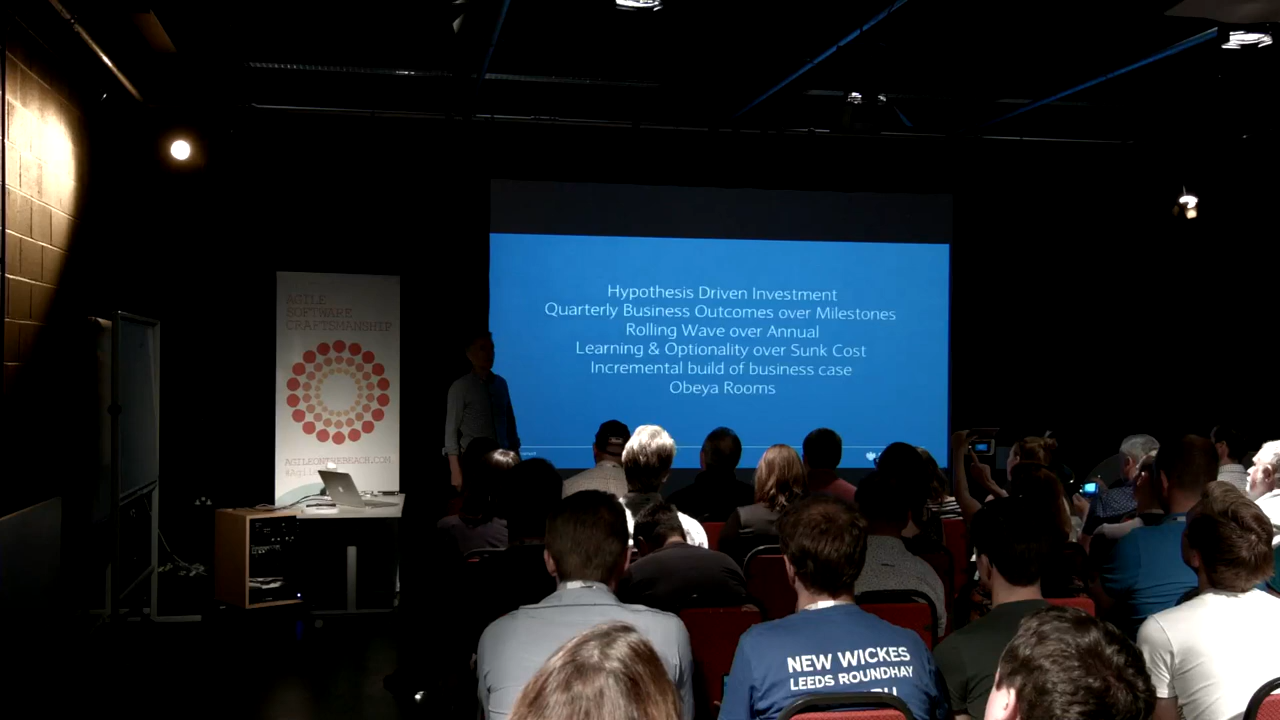 AGILE
SOFTWARE
CRAFTSMANSHIP
AGILEONTHEBEACH.COM
Hypothesis Driven Investment
Quarterly Business Outcomes over Milestones
Rolling Wave over Annual
Learning & Optionality over Sunk Cost
Incremental build of business case
Obeya Rooms
NEW WICKES
LEEDS ROUNDHAY